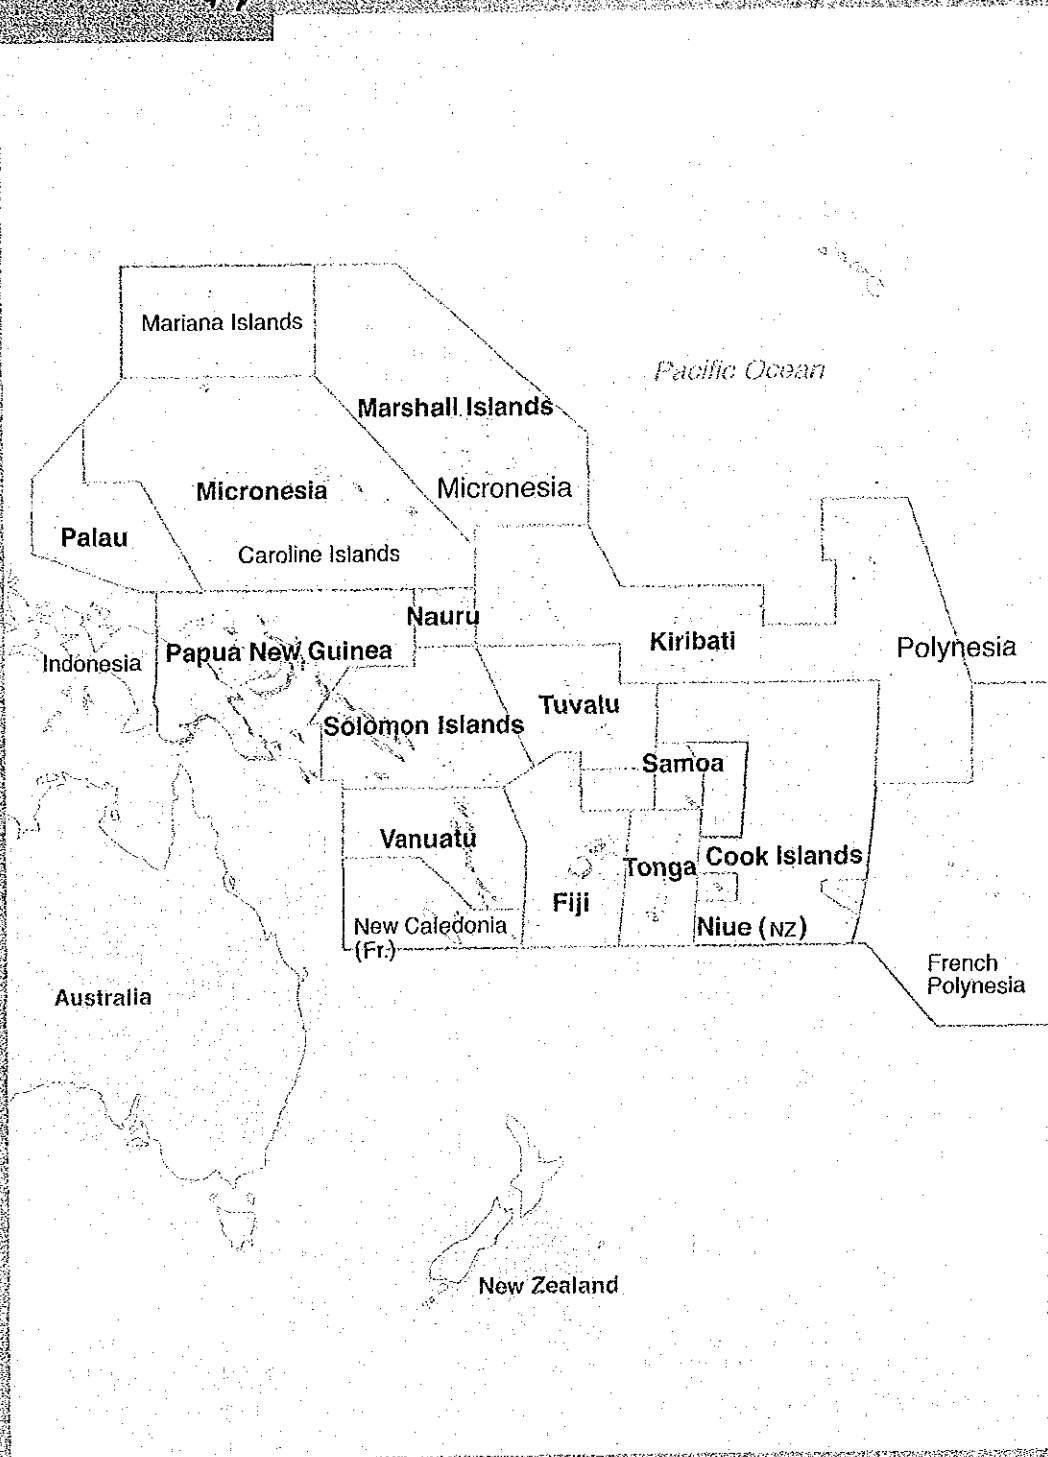 Mariana Islands
Pacific Ocean
Marshall Islands
Micronesia
Micronesia
Palau
Caroline Islands
Nauru
Papua New Guinea
Indonesia
Kiribati
Polynesia
Tuvalu
Solomon Islands
Samoa
Vanuatu
Cook Islands
Tonga
Fiji
New Caledonia
(Fr.)
Niue (NZ)
French
Polynesia
Australia
New Zealand